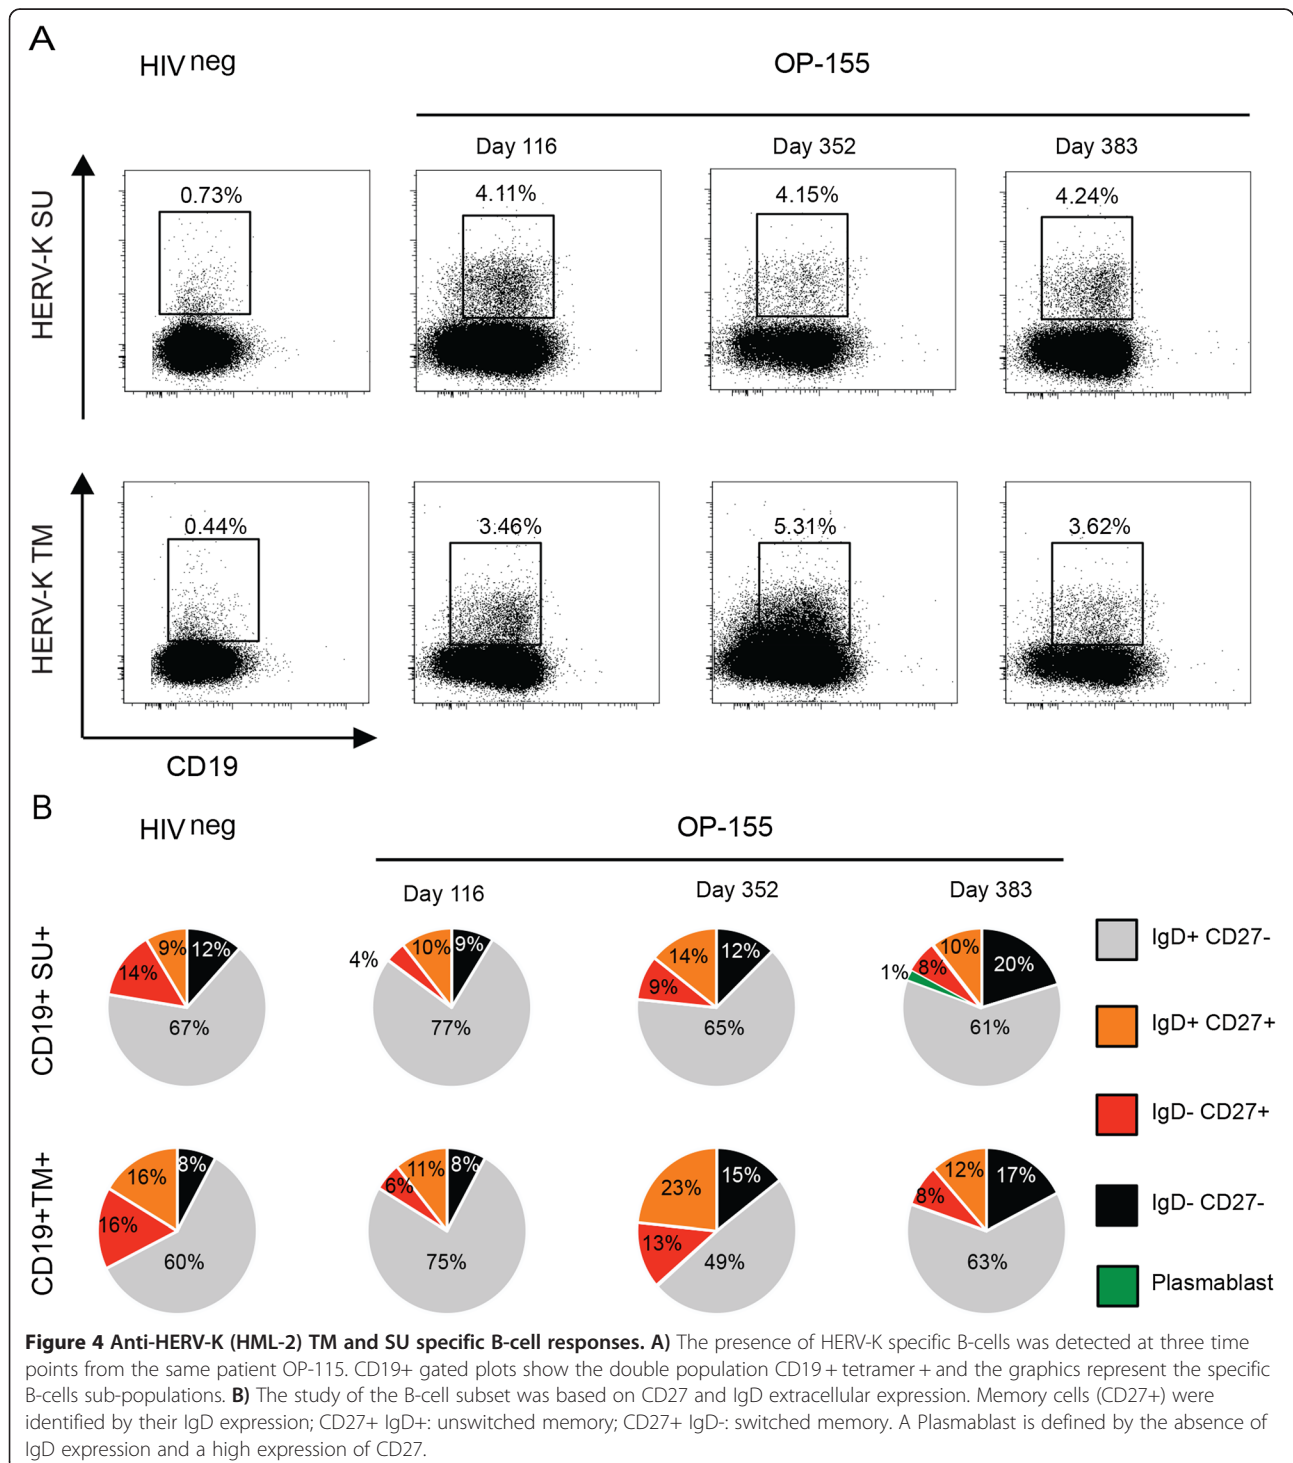 A
HIV neg
OP-155
Day 116
Day 352
Day 383
HERV-K SU
0.73%
4.11%
4.15%
4.24%
HERV-K TM
0.44%
3.46%
5.31%
3.62%
CD19
B
HIV neg
OP-155
Day 116
Day 352
Day 383
CD19+ SU+
9% 12%
14%
67%
10% 9%
4%
77%
14% 12%
9%
65%
10%
20%
8%
1%
61%
IgD+ CD27-
IgD+ CD27+
IgD- CD27+
IgD- CD27-
Plasmablast
CD19+TM+
16% 8%
16%
60%
11% 8%
6%
75%
23% 15%
13%
49%
12% 17%
8%
63%
Figure 4 Anti-HERV-K (HML-2) TM and SU specific B-cell responses. A) The presence of HERV-K specific B-cells was detected at three time
points from the same patient OP-115. CD19+ gated plots show the double population CD19 + tetramer + and the graphics represent the specific
B-cells sub-populations. B) The study of the B-cell subset was based on CD27 and IgD extracellular expression. Memory cells (CD27+) were
identified by their IgD expression; CD27+ IgD+: unswitched memory; CD27+ IgD-: switched memory. A Plasmablast is defined by the absence of
IgD expression and a high expression of CD27.